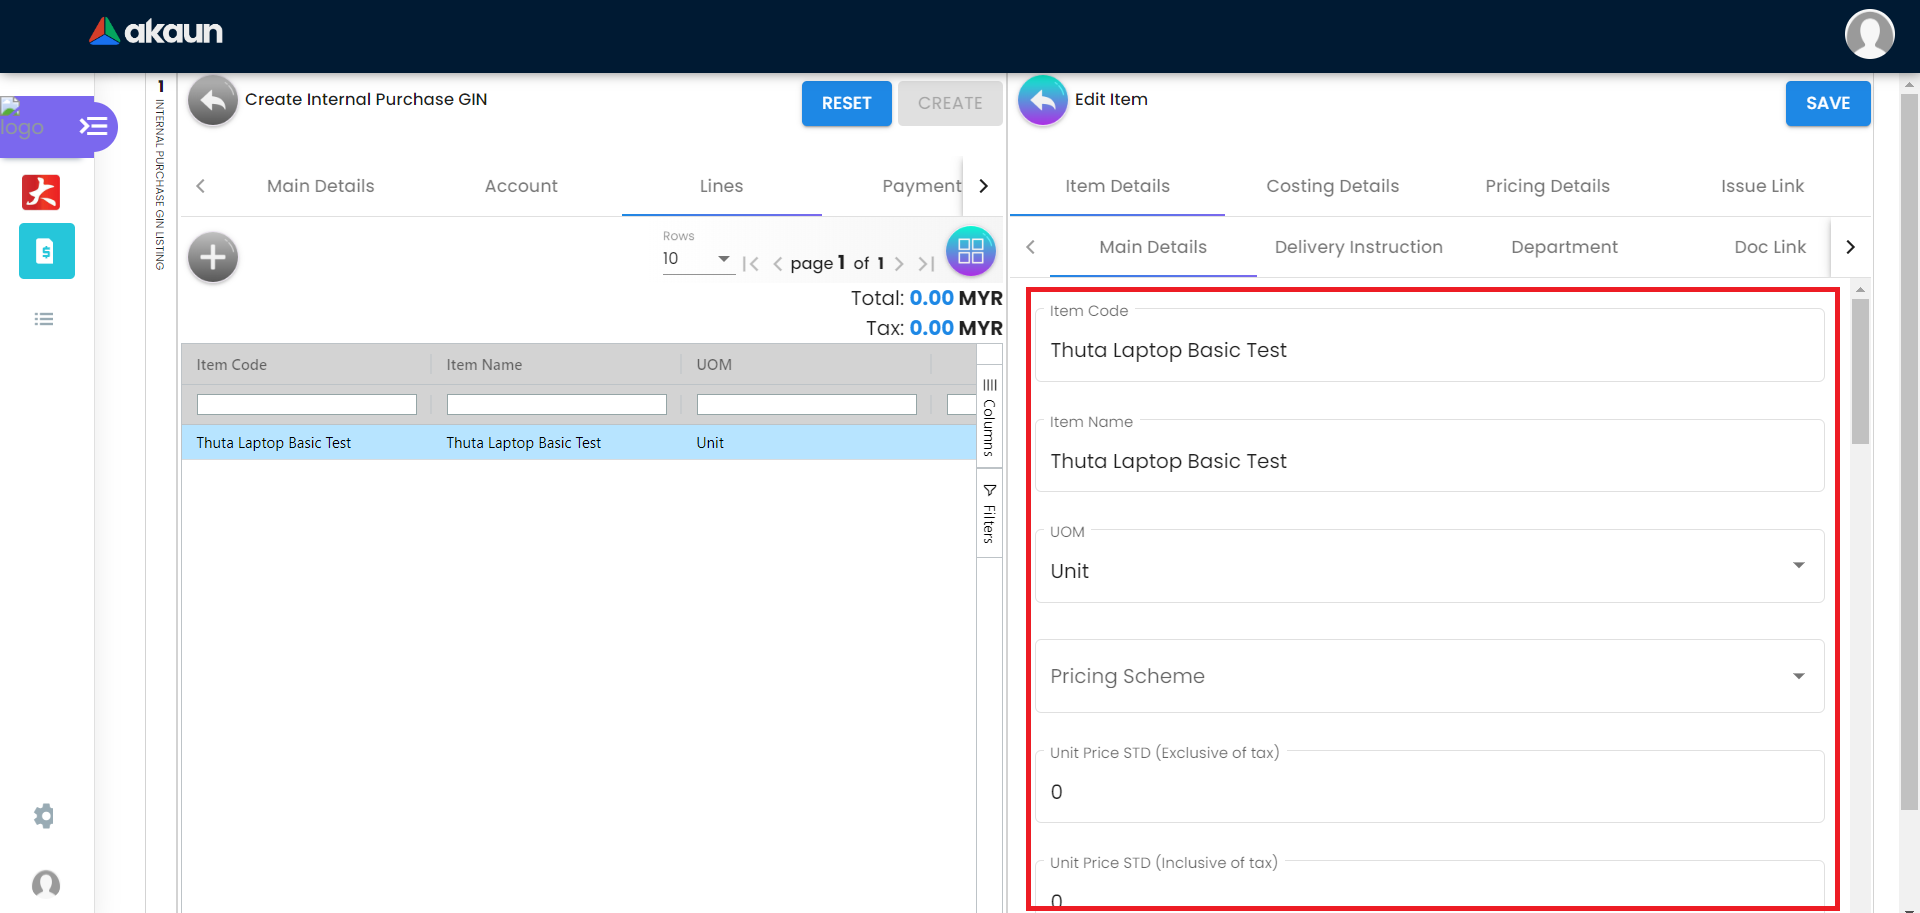 akaun
logo
1
INTERNAL PURCHASE GIN LISTING
Create Internal Purchase GIN
RESET
CREATE
Main Details
Account
Lines
Payment
Rows
10
page 1 of 1
Total: 0.00 MYR
Tax: 0.00 MYR
Item Code
Item Name
UOM
Thuta Laptop Basic Test
Thuta Laptop Basic Test
Unit
Columns
Filters
Edit Item
SAVE
Item Details
Costing Details
Pricing Details
Issue Link
Main Details
Delivery Instruction
Department
Doc Link
Item Code
Thuta Laptop Basic Test
Item Name
Thuta Laptop Basic Test
UOM
Unit
Pricing Scheme
Unit Price STD (Exclusive of tax)
0
Unit Price STD (Inclusive of tax)
0